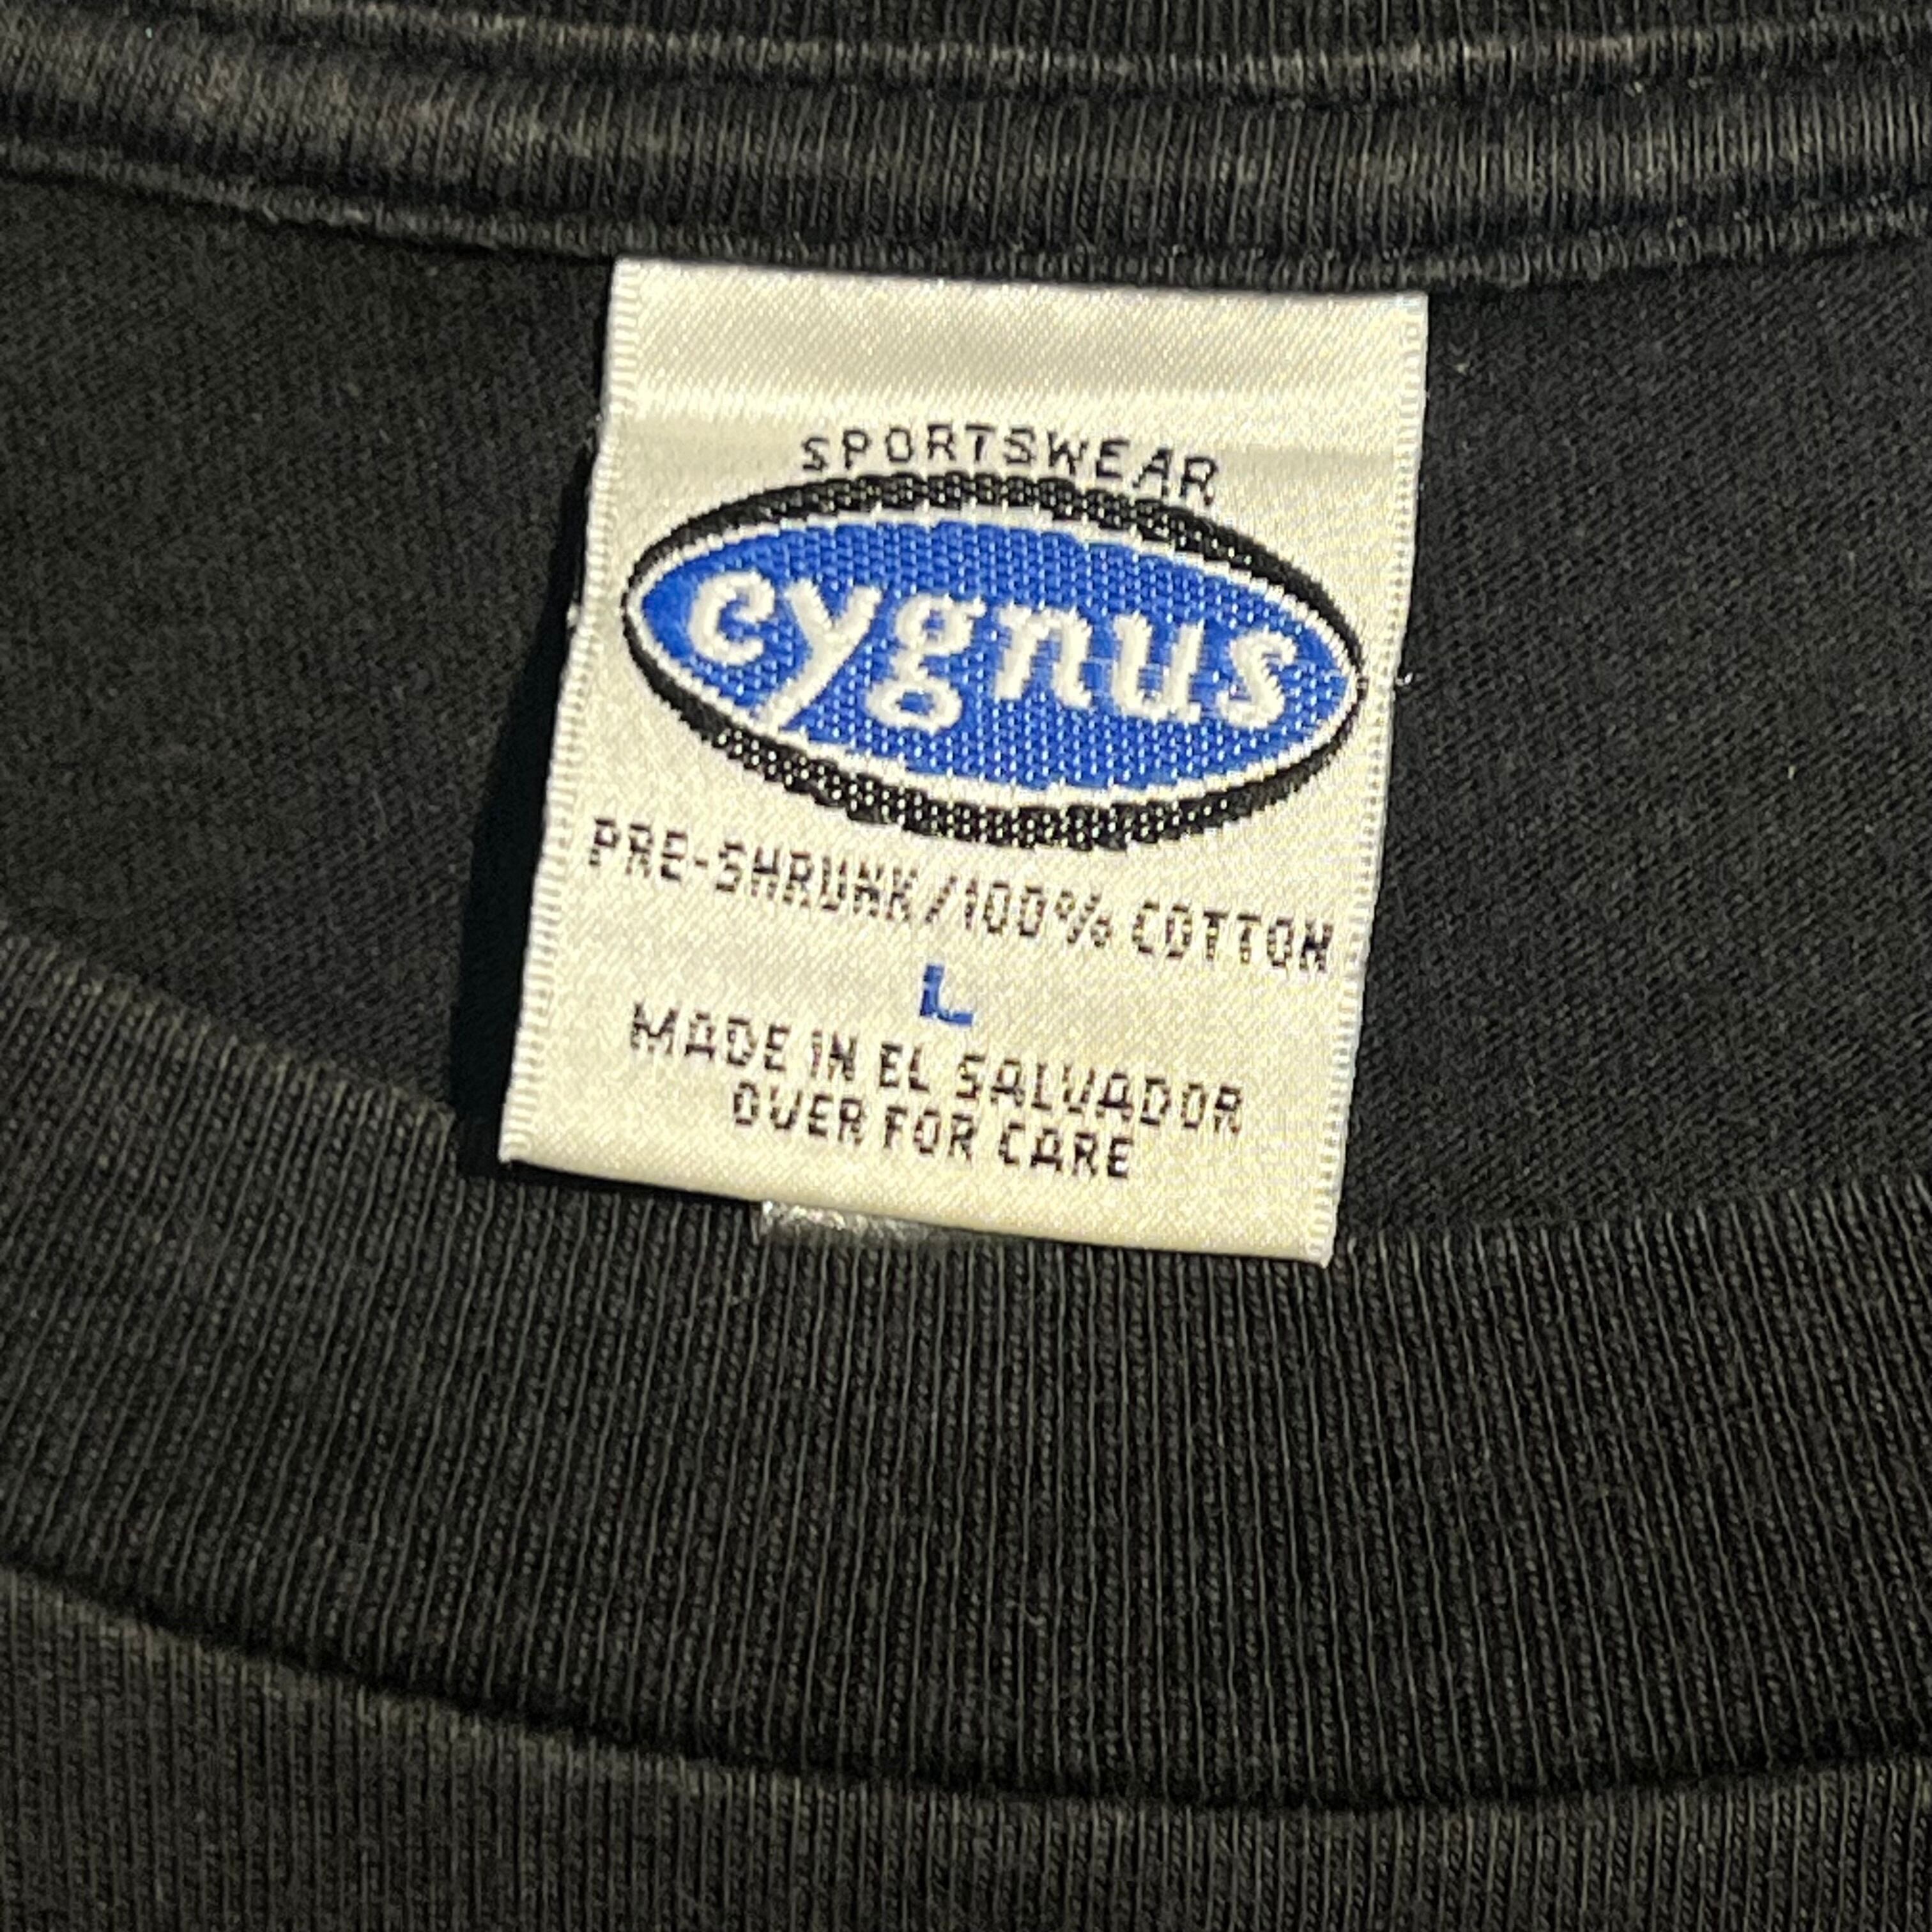 SPORTSWEAR
cygnus
PRE-SHRUNK/100% COTTON
L
MADE IN EL SALVADOR
OVER FOR CARE